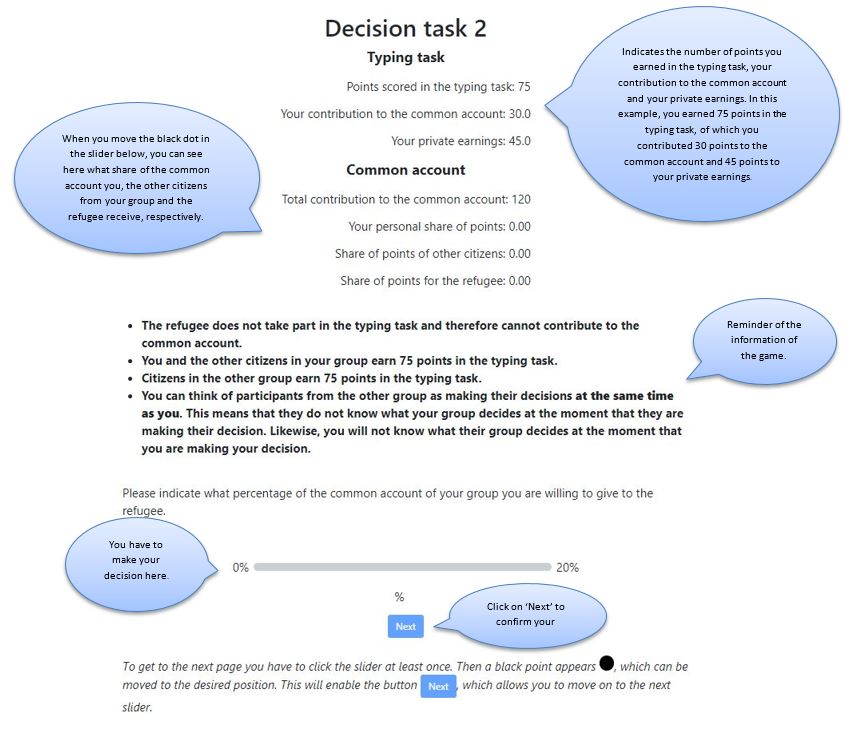 Decision task 2
Typing task
Points scored in the typing task: 75
Your contribution to the common account: 30.0
Your private earnings: 45.0
Indicates the number of points you
earned in the typing task, your
contribution to the common account
and your private earnings. In this
example, you earned 75 points in the
typing task, of which you
contributed 30 points to the
common account and 45 points to
your private earnings.
When you move the black dot in
the slider below, you can see
here what share of the common
account you, the other citizens
from your group and the
refugee receive, respectively.
Common account
Total contribution to the common account: 120
Your personal share of points: 0.00
Share of points of other citizens: 0.00
Share of points for the refugee: 0.00
• The refugee does not take part in the typing task and therefore cannot contribute to the
common account.
• You and the other citizens in your group earn 75 points in the typing task.
• Citizens in the other group earn 75 points in the typing task.
• You can think of participants from the other group as making their decisions at the same time
as you. This means that they do not know what your group decides at the moment that they are
making their decision. Likewise, you will not know what their group decides at the moment that
you are making your decision.
Reminder of the
information of
the game.
Please indicate what percentage of the common account of your group you are willing to give to the
refugee.
You have to
make your
decision here.
0% 20%
%
Next
Click on ‘Next’ to
confirm your
To get to the next page you have to click the slider at least once. Then a black point appears , which can be
moved to the desired position. This will enable the button Next , which allows you to move on to the next
slider.